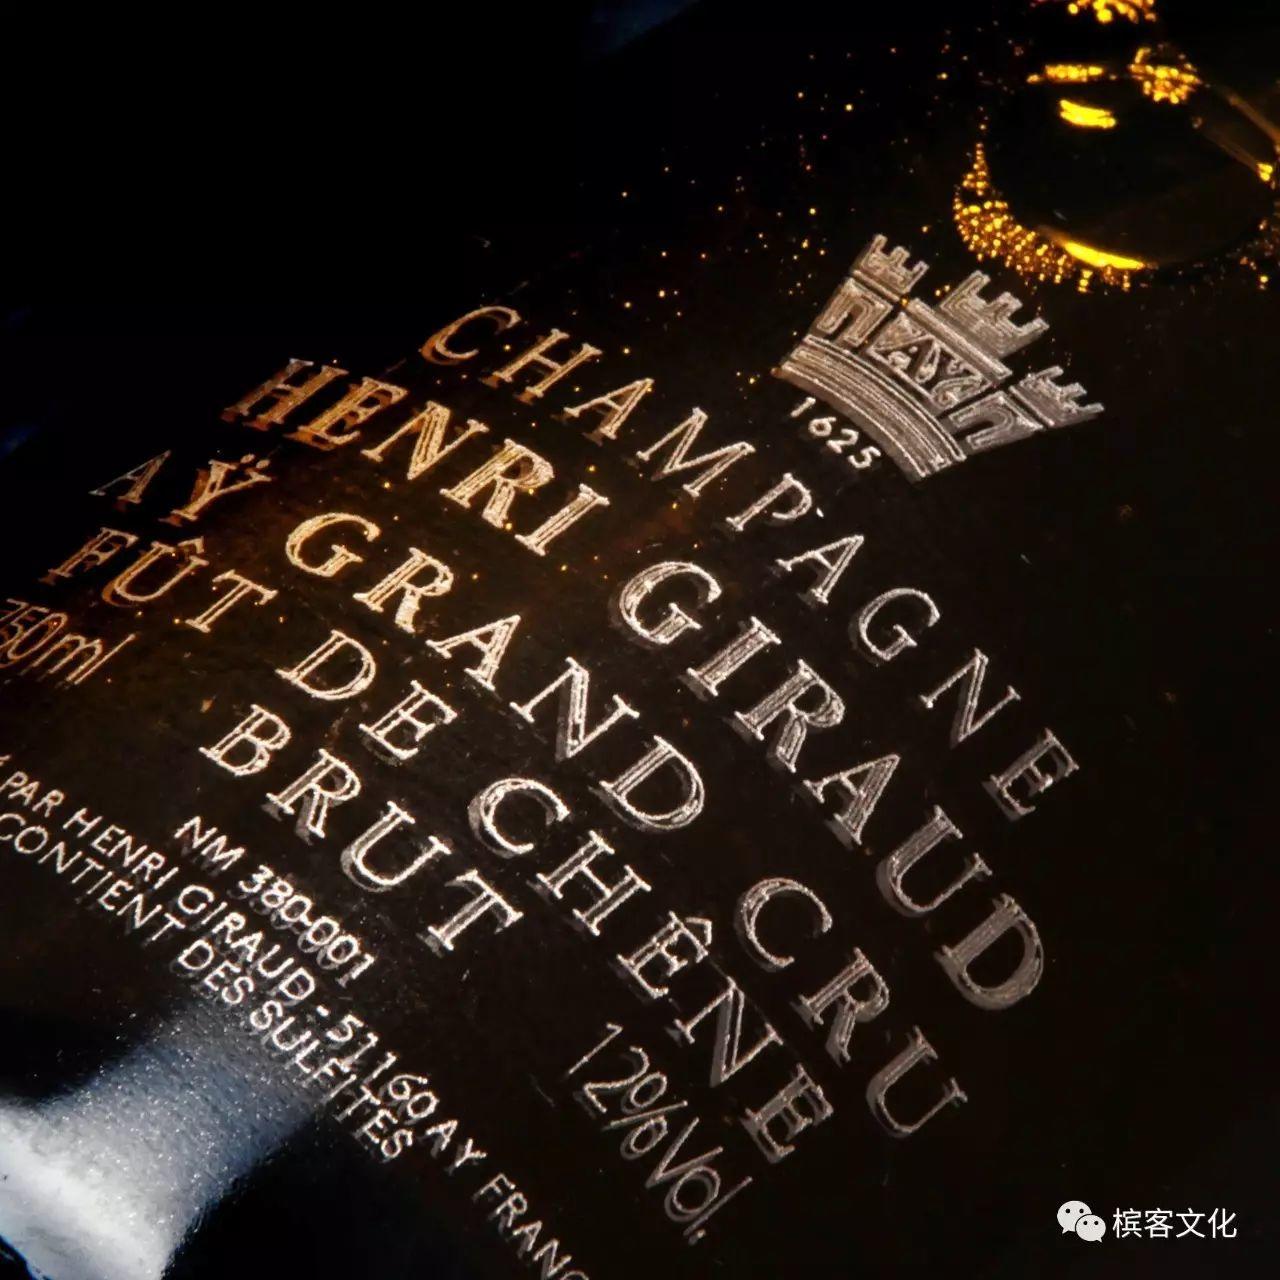 AY
1625
CHAMPAGNE
HENRI GIRAUD
AŸ GRAND CRU
FÛT DE CHÊNE
BRUT
750ml
12%Vol.
NM 380-001
PAR HENRI GIRAUD - 51160 AY FRANC
CONTIENT DES SULFITES
槟客文化